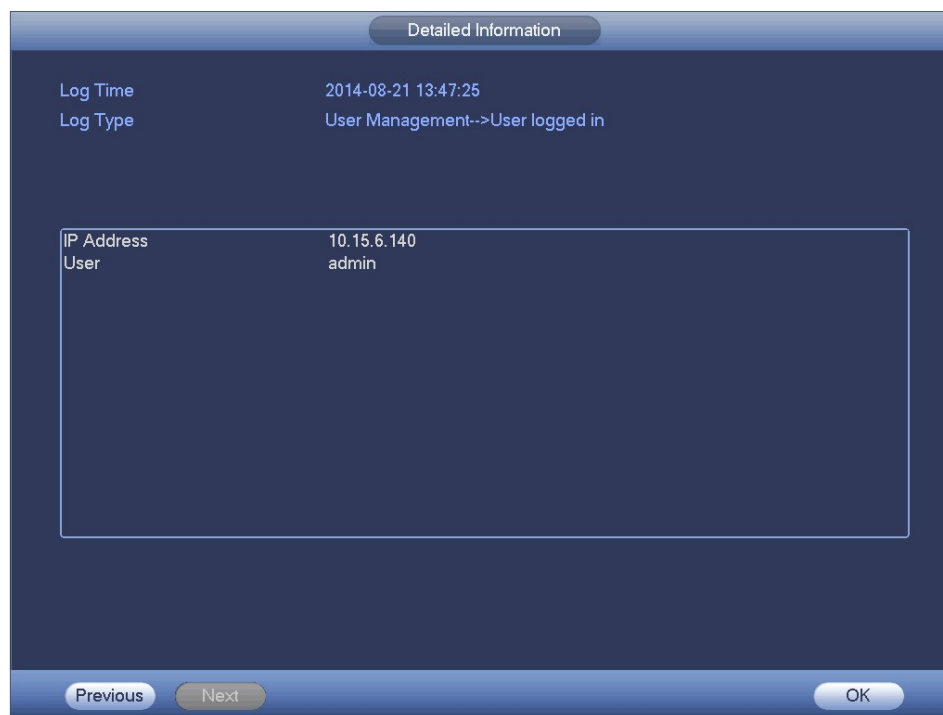 Detailed Information
Log Time 2014-08-21 13:47:25
Log Type User Management-->User logged in
IP Address 10.15.6.140
User admin
Previous Next OK